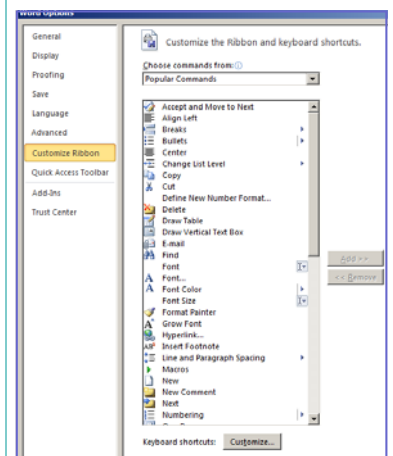 Word Options
General
Display
Proofing
Save
Language
Advanced
Customize Ribbon
Quick Access Toolbar
Add-Ins
Trust Center
Customize the Ribbon and keyboard shortcuts.
Choose commands from:
Popular Commands
Accept and Move to Next
Align Left
Breaks
Bullets
Center
Change List Level
Copy
Cut
Define New Number Format...
Delete
Draw Table
Draw Vertical Text Box
E-mail
Find
Font
Font...
Font Color
Font Size
Format Painter
Grow Font
Hyperlink...
Insert Footnote
Line and Paragraph Spacing
Macros
New
New Comment
Next
Numbering
Add >>
<< Remove
Keyboard shortcuts: Customize...